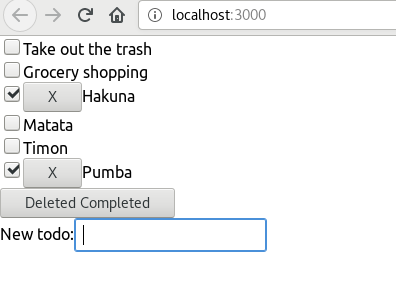 localhost:3000
Take out the trash
Grocery shopping
X Hakuna
Matata
Timon
X Pumba
Deleted Completed
New todo: